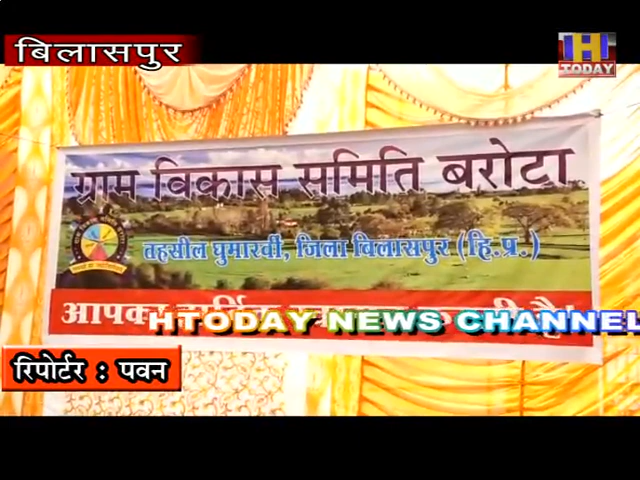 बिलासपुर
H
TODAY
ग्राम विकास समिति बरोटा
तहसील घुमारवीं, जिला बिलासपुर (हि.प्र.)
आपका हार्दिक
है।
HTODAY NEWS CHANNEL
रिपोर्टर : पवन